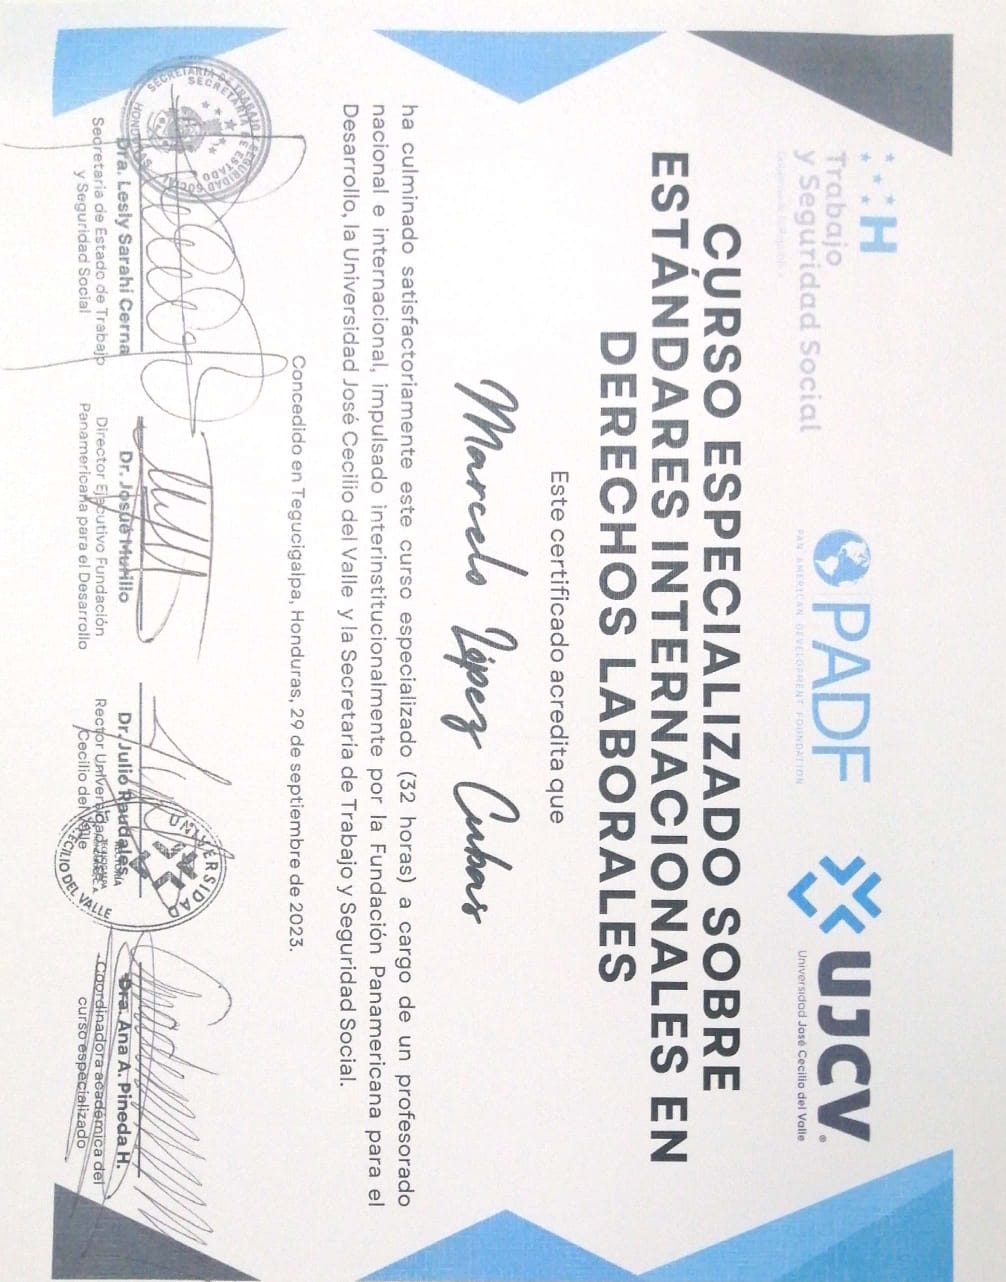 H
Trabajo
y Seguridad Social
PADF
PAN AMERICAN DEVELOPMENT FOUNDATION
UJCV
Universidad José Cecilio del Valle
CURSO ESPECIALIZADO SOBRE
ESTÁNDARES INTERNACIONALES EN
DERECHOS LABORALES
Este certificado acredita que
Marcelo López Cubas
ha culminado satisfactoriamente este curso especializado (32 horas) a cargo de un profesorado
nacional e internacional, impulsado interinstitucionalmente por la Fundación Panamericana para el
Desarrollo, la Universidad José Cecilio del Valle y la Secretaría de Trabajo y Seguridad Social.
Concedido en Tegucigalpa, Honduras, 29 de septiembre de 2023.
SECRETARIA DE TRABAJO Y SEGURIDAD SOCIAL
SECRETARIA DE ESTADO
HONDURAS
Dra. Lesly Sarahí Cerna
Secretaria de Estado de Trabajo
y Seguridad Social
Dr. Josué Murillo
Director Ejecutivo Fundación
Panamericana para el Desarrollo
UNIVERSIDAD
RECTORÍA
JOSE CECILIO DEL VALLE
Dr. Julio Raudales
Rector Universidad José
Cecilio del Valle
Dra. Ana A. Pineda H.
Coordinadora académica del
curso especializado